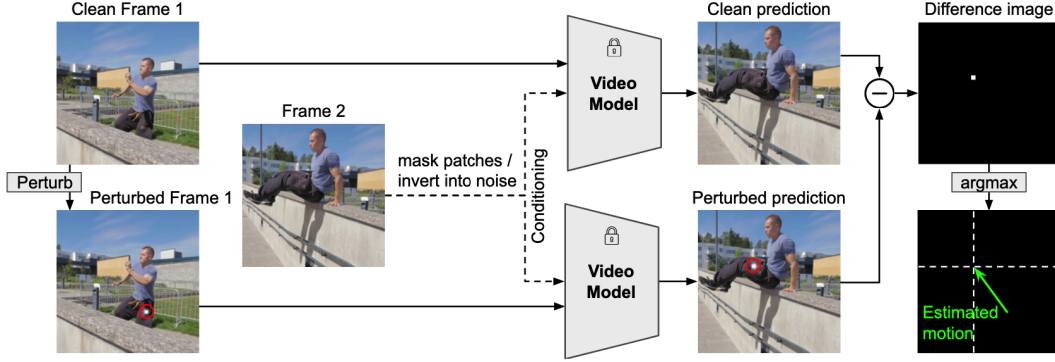 Clean Frame 1
Clean prediction
Difference image
Video
Model
Frame 2
mask patches /
invert into noise
Conditioning
Perturb
argmax
Perturbed Frame 1
Perturbed prediction
Video
Model
Estimated
motion